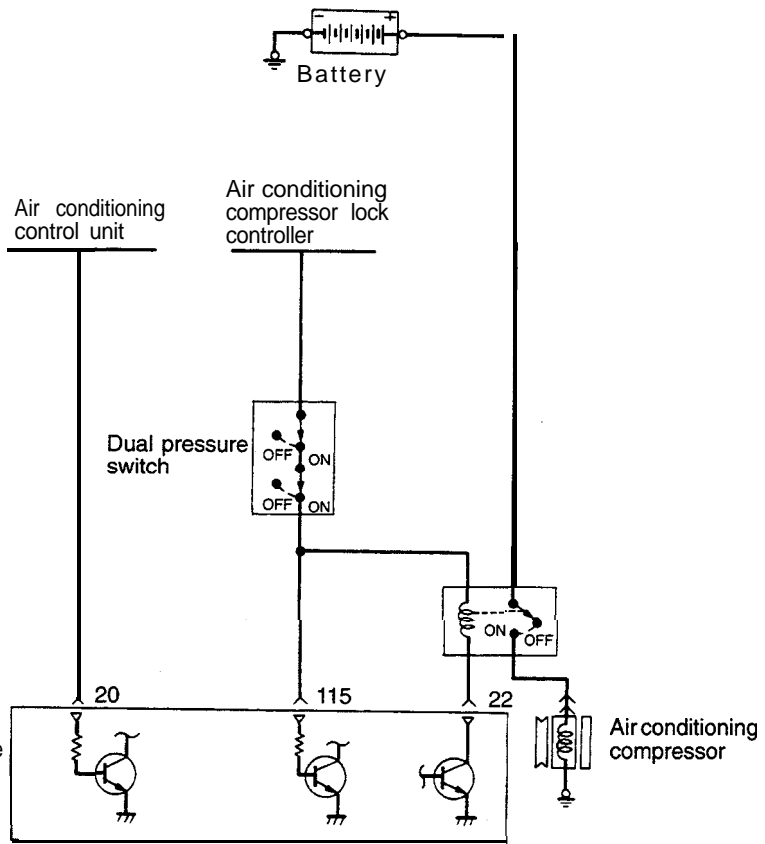 − +
Battery
Air conditioning
control unit
Air conditioning
compressor lock
controller
Dual pressure
switch
OFF ON
OFF ON
ON OFF
20
115
22
Air conditioning
compressor
e